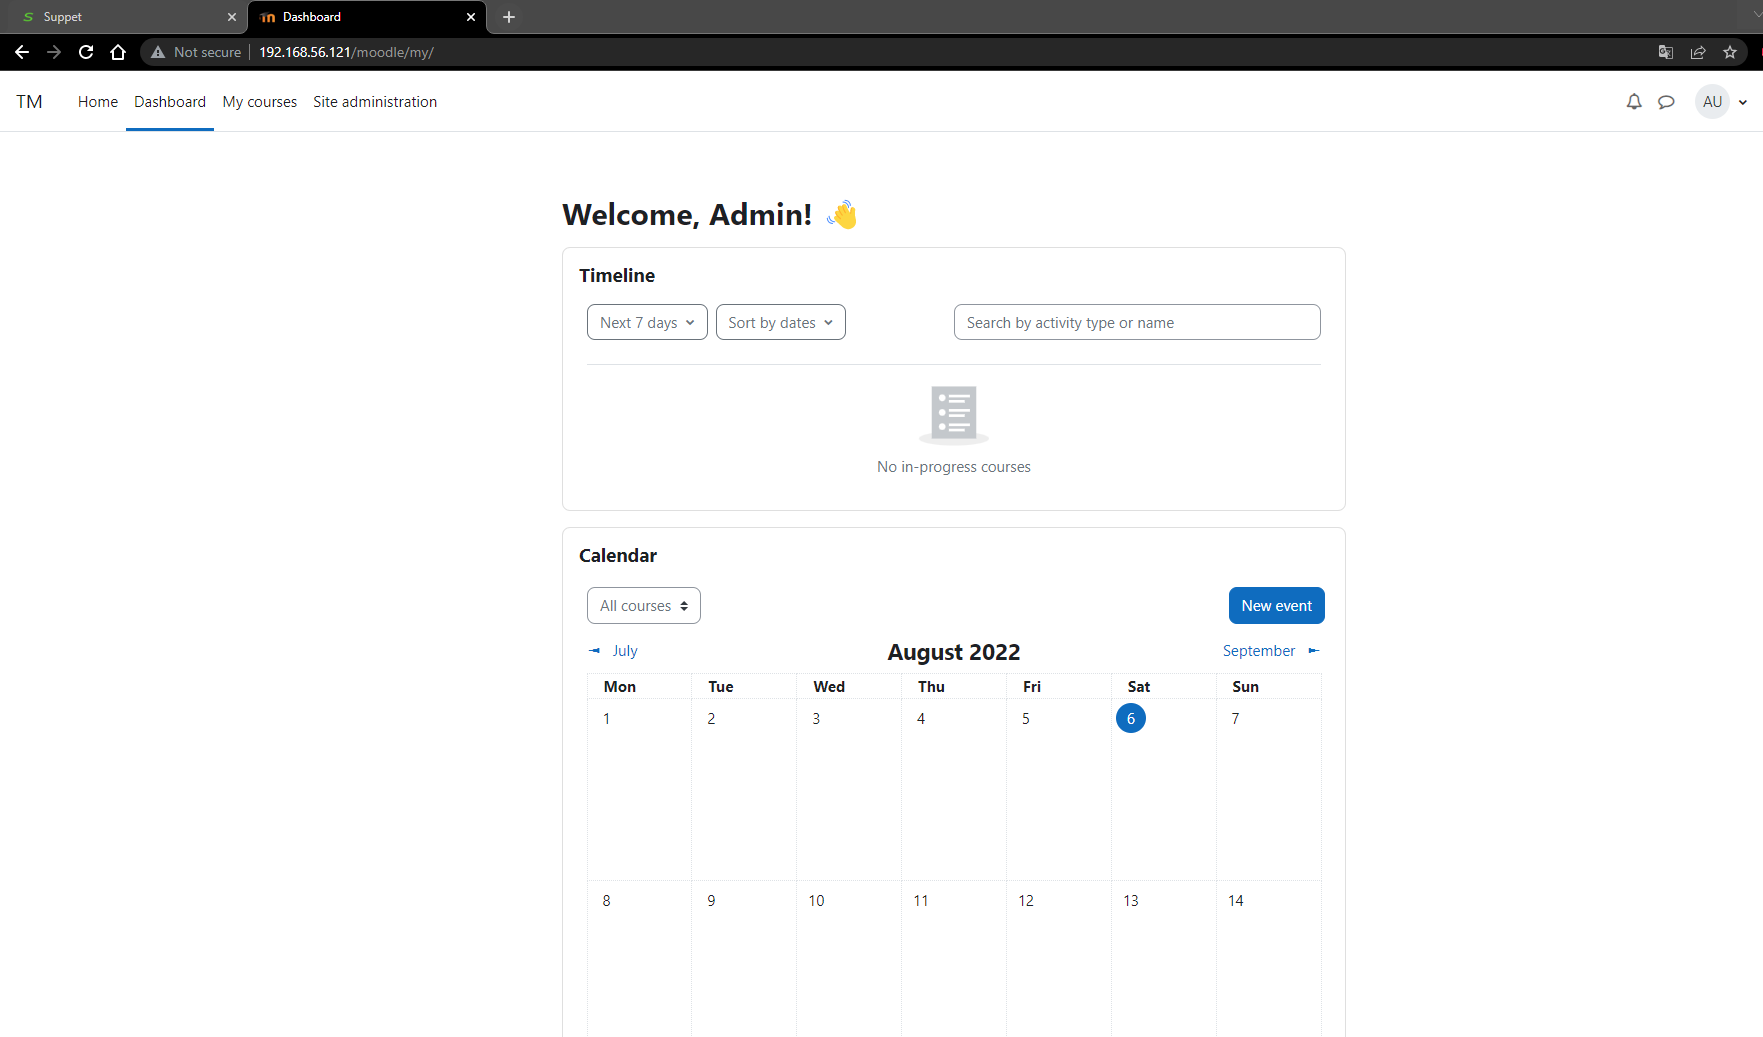 Suppet
Dashboard
Not secure
192.168.56.121/moodle/my/
TM
Home
Dashboard
My courses
Site administration
AU
Welcome, Admin! 👋
Timeline
Next 7 days
Sort by dates
Search by activity type or name
No in-progress courses
Calendar
All courses
New event
July
August 2022
September
Mon Tue Wed Thu Fri Sat Sun
1 2 3 4 5 6 7
8 9 10 11 12 13 14